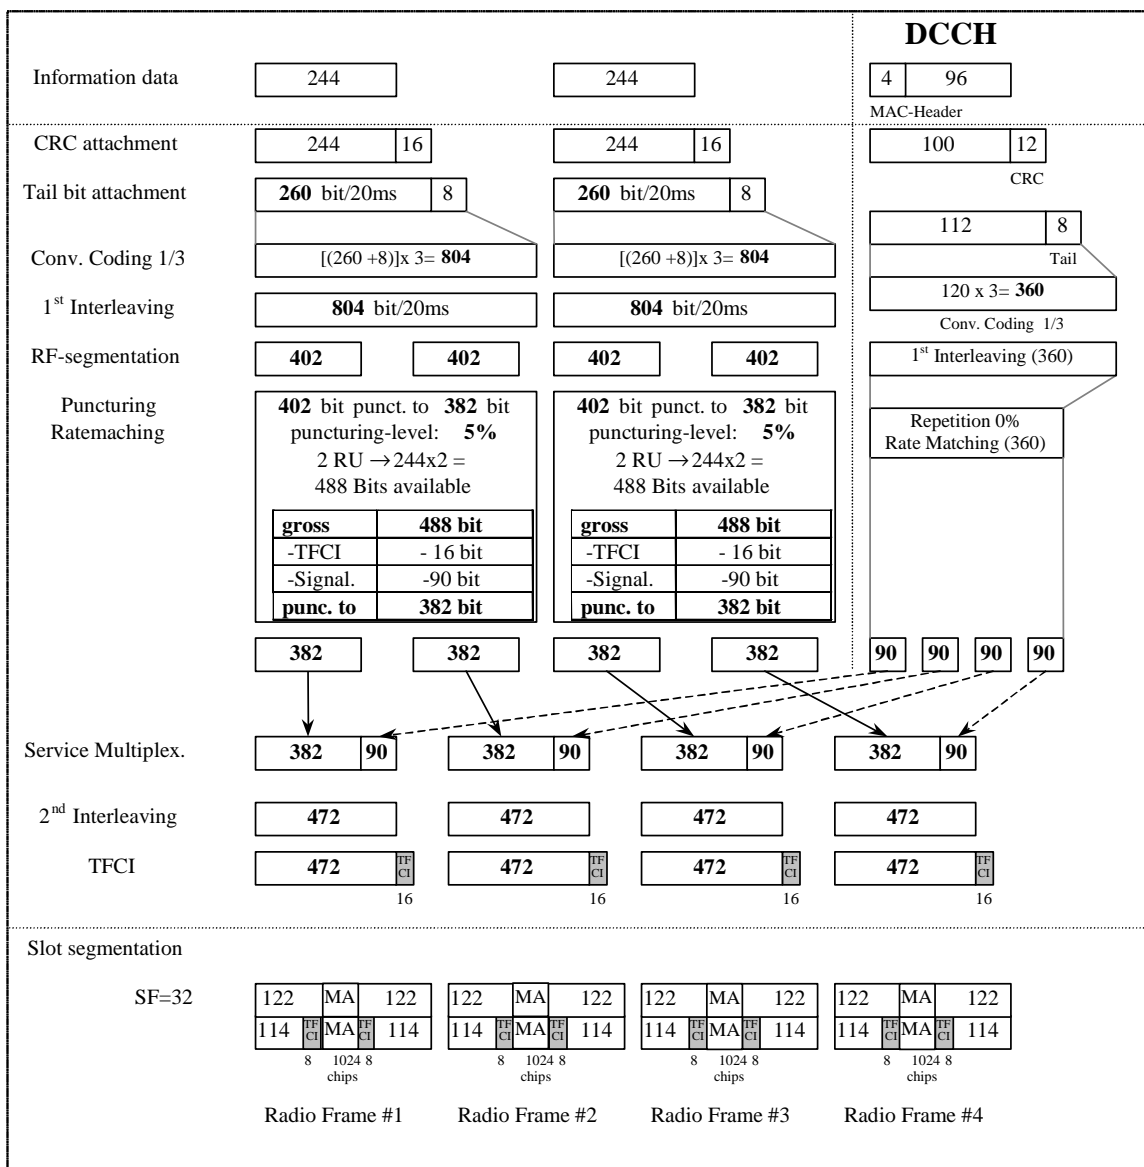 DCCH
Information data 244 244 4 96
MAC-Header
CRC attachment 244 16 244 16 100 12
CRC
Tail bit attachment 260 bit/20ms 8 260 bit/20ms 8
112 8
Tail
Conv. Coding 1/3 [(260 +8)]x 3= 804 [(260 +8)]x 3= 804
120 x 3= 360
Conv. Coding 1/3
1st Interleaving 804 bit/20ms 804 bit/20ms
RF-segmentation 402 402 402 402 1st Interleaving (360)
Puncturing
Ratemaching
402 bit punct. to 382 bit
puncturing-level: 5%
2 RU →244x2 =
488 Bits available
gross 488 bit
-TFCI - 16 bit
-Signal. -90 bit
punc. to 382 bit
402 bit punct. to 382 bit
puncturing-level: 5%
2 RU →244x2 =
488 Bits available
gross 488 bit
-TFCI - 16 bit
-Signal. -90 bit
punc. to 382 bit
Repetition 0%
Rate Matching (360)
382 382 382 382 90 90 90 90
Service Multiplex. 382 90 382 90 382 90 382 90
2nd Interleaving 472 472 472 472
TFCI 472 TF CI 472 TF CI 472 TF CI 472 TF CI
16 16 16 16
Slot segmentation
SF=32 122 MA 122 122 MA 122 122 MA 122 122 MA 122
114 TF CI MA TF CI 114 114 TF CI MA TF CI 114 114 TF CI MA TF CI 114 114 TF CI MA TF CI 114
8 1024 8 8 1024 8 8 1024 8 8 1024 8
chips chips chips chips
Radio Frame #1 Radio Frame #2 Radio Frame #3 Radio Frame #4